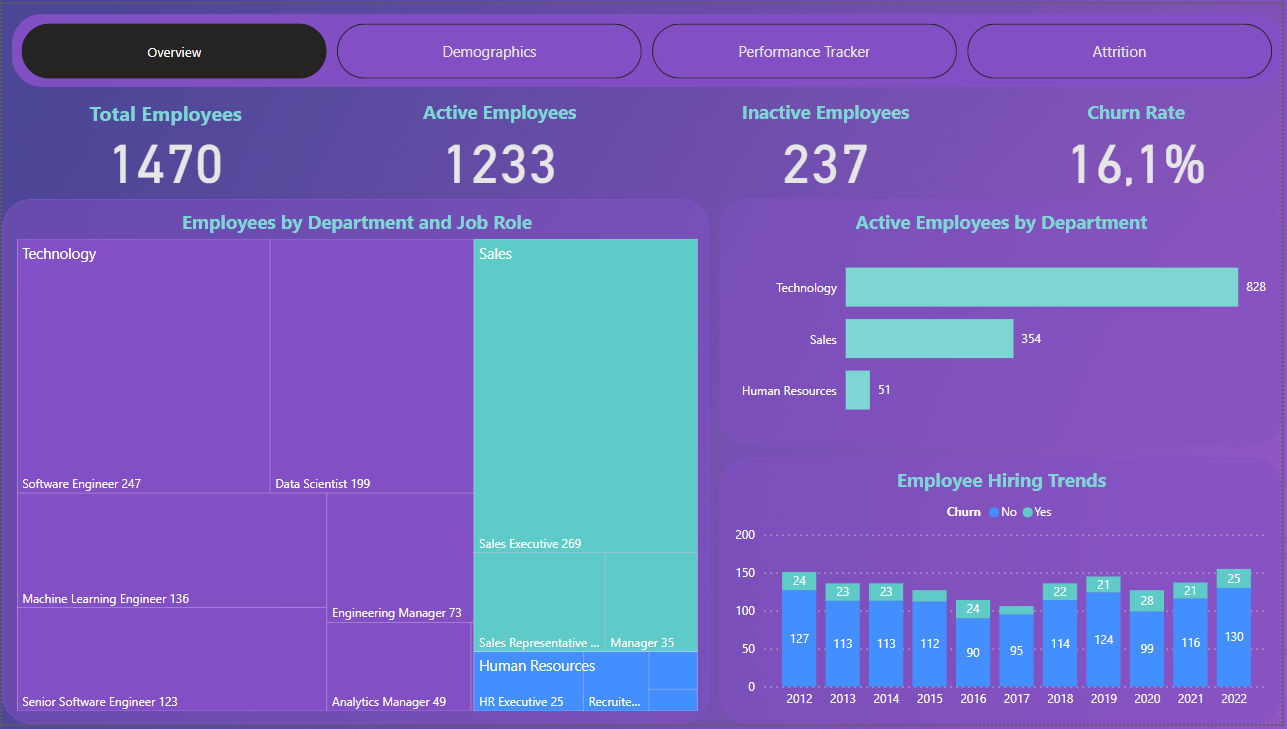 Overview
Demographics
Performance Tracker
Attrition
Total Employees
1470
Active Employees
1233
Inactive Employees
237
Churn Rate
16,1%
Employees by Department and Job Role
Technology
Software Engineer 247
Data Scientist 199
Machine Learning Engineer 136
Senior Software Engineer 123
Engineering Manager 73
Analytics Manager 49
Sales
Sales Executive 269
Sales Representative ...
Manager 35
Human Resources
HR Executive 25
Recruite...
Active Employees by Department
Technology 828
Sales 354
Human Resources 51
Employee Hiring Trends
Churn No Yes
200
150
100
50
0
24 23 23 24 22 21 28 21 25
127 113 113 112 90 95 114 124 99 116 130
2012 2013 2014 2015 2016 2017 2018 2019 2020 2021 2022